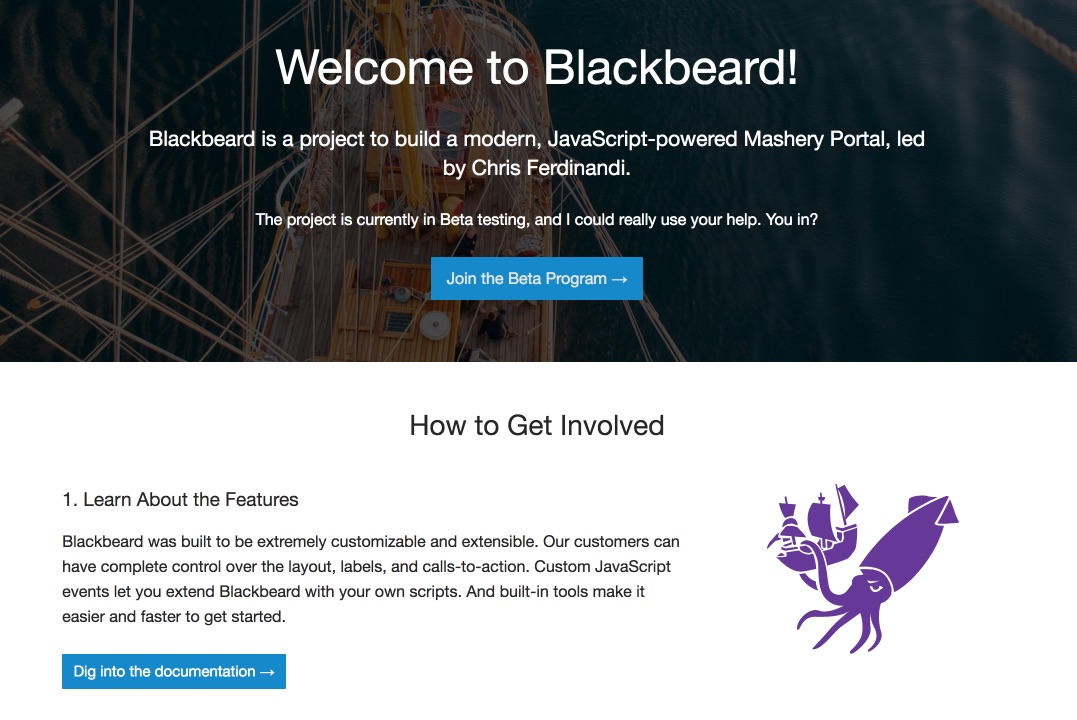 Welcome to Blackbeard!
Blackbeard is a project to build a modern, JavaScript-powered Mashery Portal, led
by Chris Ferdinandi.
The project is currently in Beta testing, and I could really use your help. You in?
Join the Beta Program →
How to Get Involved
1. Learn About the Features
Blackbeard was built to be extremely customizable and extensible. Our customers can
have complete control over the layout, labels, and calls-to-action. Custom JavaScript
events let you extend Blackbeard with your own scripts. And built-in tools make it
easier and faster to get started.
Dig into the documentation →